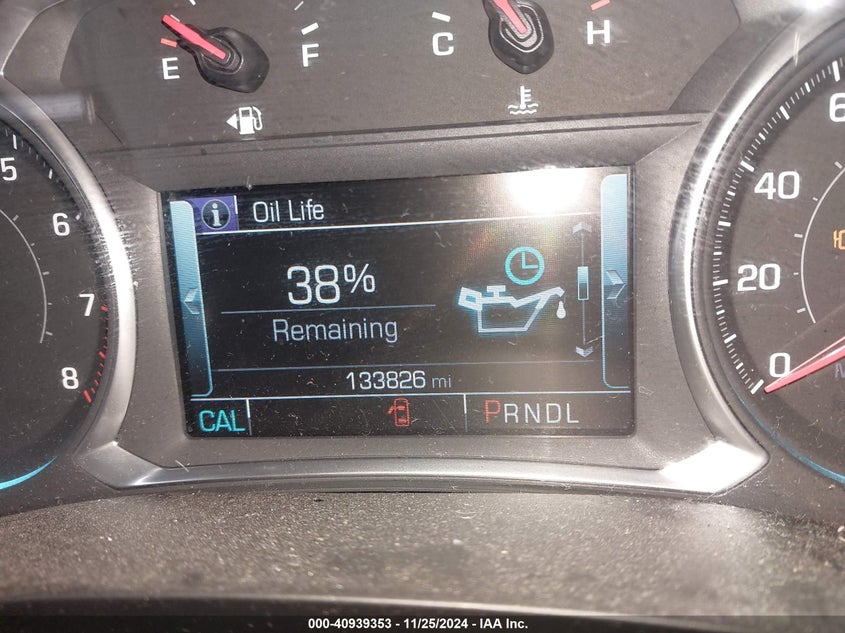 E F C H
5
6
7
8
Oil Life
38%
Remaining
133826 mi
CAL PRNDL
40
20
0
000-40939353 - 11/25/2024 - IAA Inc.